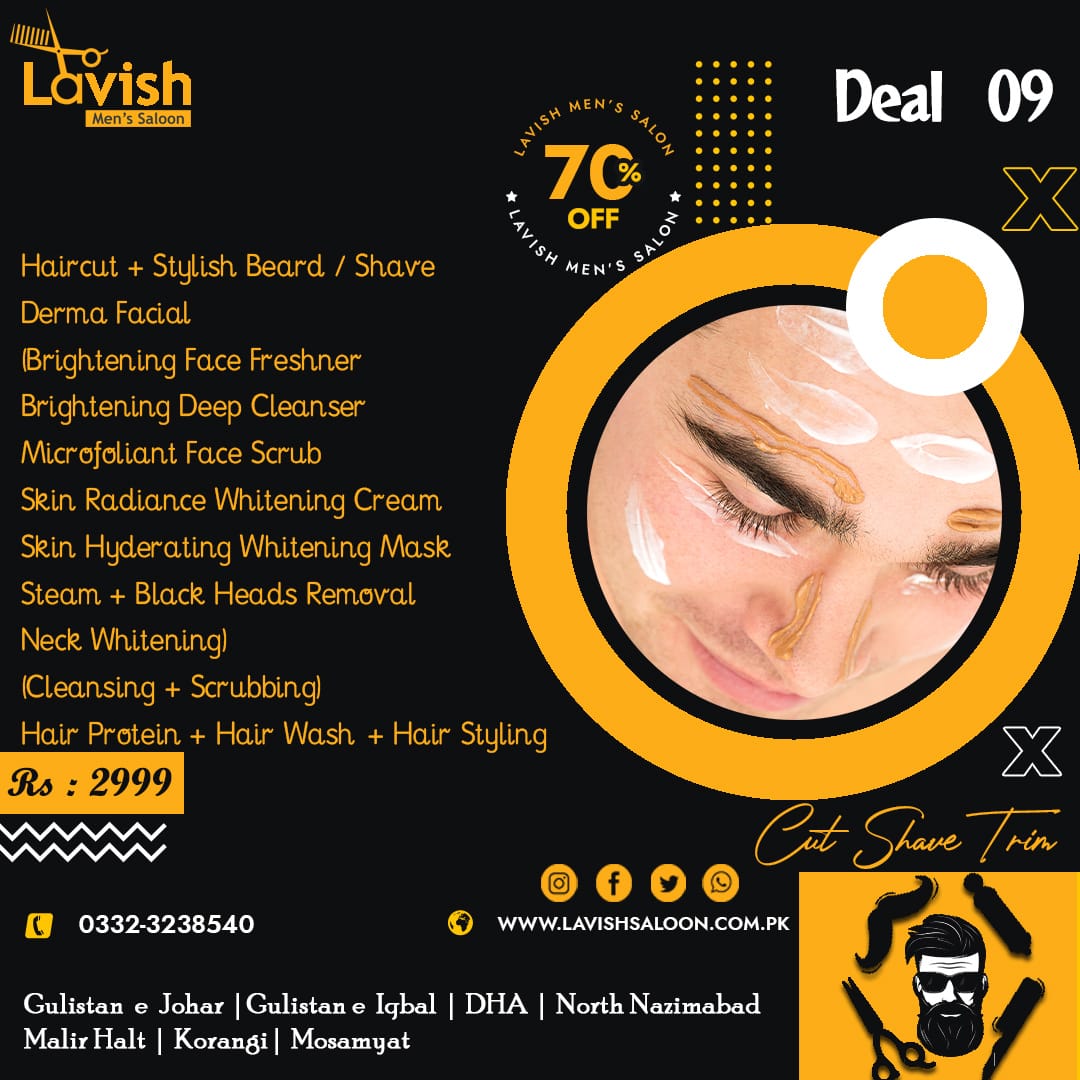 Lavish
Men's Saloon
Deal 09
LAVISH MEN'S SALON
70%
OFF
LAVISH MEN'S SALON
Haircut + Stylish Beard / Shave
Derma Facial
(Brightening Face Freshner
Brightening Deep Cleanser
Microfoliant Face Scrub
Skin Radiance Whitening Cream
Skin Hyderating Whitening Mask
Steam + Black Heads Removal
Neck Whitening)
(Cleansing + Scrubbing)
Hair Protein + Hair Wash + Hair Styling
Rs : 2999
Cut Shave Trim
0332-3238540
WWW.LAVISHSALOON.COM.PK
Gulistan e Johar | Gulistan e Iqbal | DHA | North Nazimabad
Malir Halt | Korangi | Mosamyat